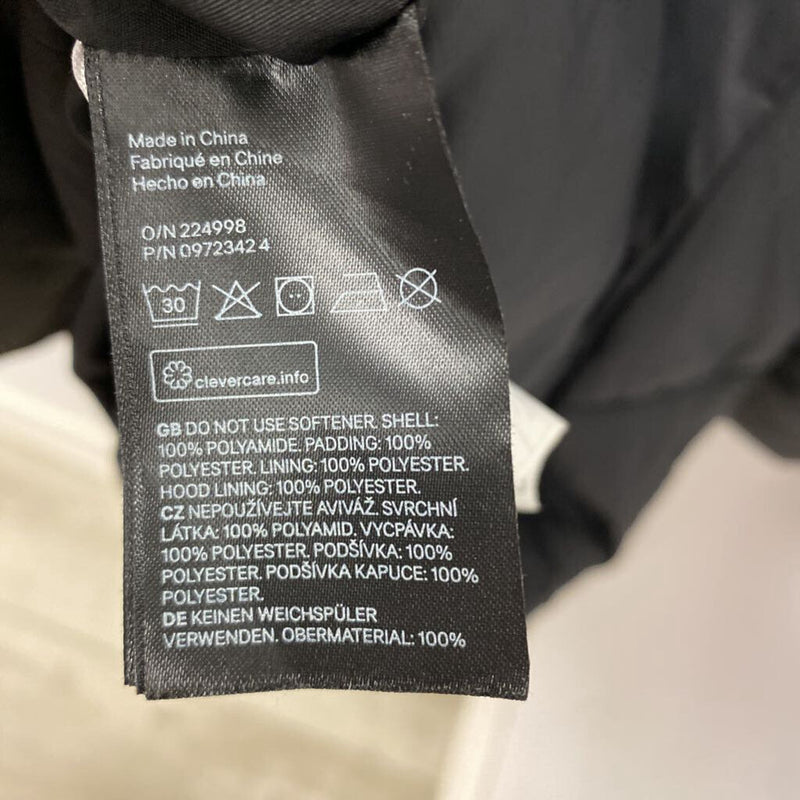 Made in China
Fabriqué en Chine
Hecho en China
O/N 224998
P/N 0972342 4
30
clevercare.info
GB DO NOT USE SOFTENER. SHELL:
100% POLYAMIDE. PADDING: 100%
POLYESTER. LINING: 100% POLYESTER.
HOOD LINING: 100% POLYESTER.
CZ NEPOUŽÍVEJTE AVIVÁŽ. SVRCHNÍ
LÁTKA: 100% POLYAMID. VYCPÁVKA:
100% POLYESTER. PODŠÍVKA: 100%
POLYESTER. PODŠÍVKA KAPUCE: 100%
POLYESTER.
DE KEINEN WEICHSPÜLER
VERWENDEN. OBERMATERIAL: 100%